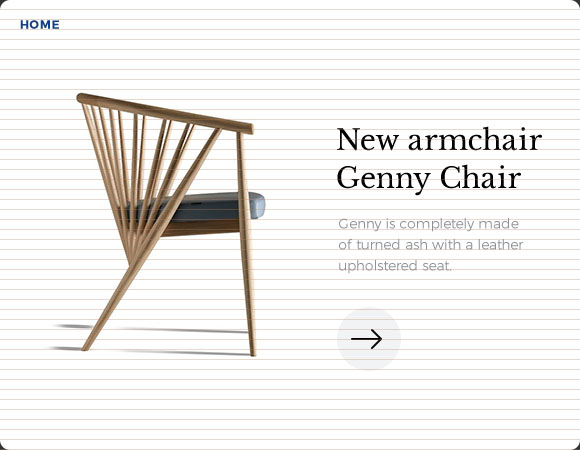 HOME
New armchair
Genny Chair
Genny is completely made
of turned ash with a leather
upholstered seat.